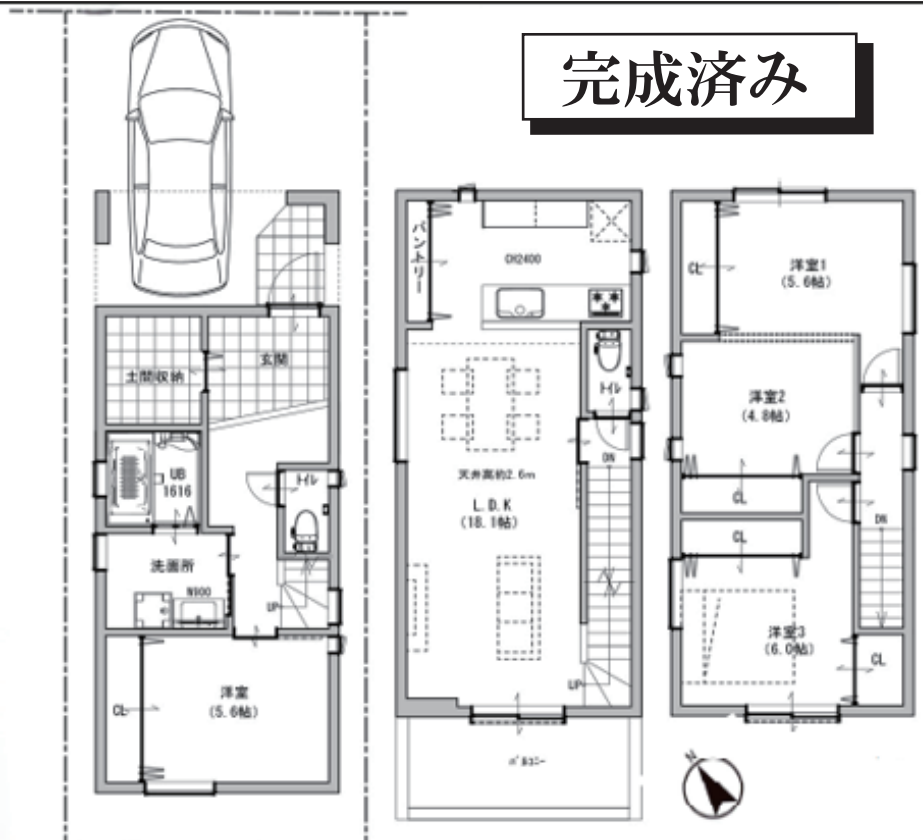 完成済み
土間収納
玄関
UB
1616
トイレ
洗面所
W900
UP
洋室
(5.6帖)
CL
パントリー
CH2400
トイレ
DN
天井高約2.6m
L.D.K
(18.1帖)
UP
バルコニー
CL
洋室1
(5.6帖)
洋室2
(4.8帖)
CL
CL
DN
洋室3
(6.0帖)
CL
N